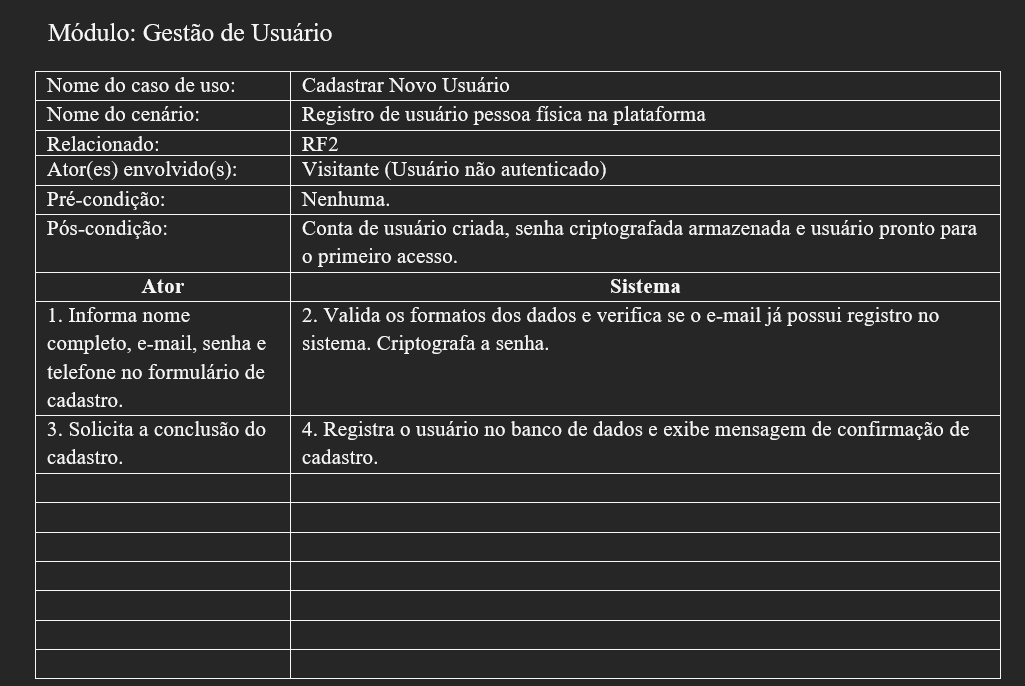 Módulo: Gestão de Usuário
Nome do caso de uso: Cadastrar Novo Usuário
Nome do cenário: Registro de usuário pessoa física na plataforma
Relacionado: RF2
Ator(es) envolvido(s): Visitante (Usuário não autenticado)
Pré-condição: Nenhuma.
Pós-condição: Conta de usuário criada, senha criptografada armazenada e usuário pronto para
o primeiro acesso.
Ator Sistema
1. Informa nome
completo, e-mail, senha e
telefone no formulário de
cadastro.
2. Valida os formatos dos dados e verifica se o e-mail já possui registro no
sistema. Criptografa a senha.
3. Solicita a conclusão do
cadastro.
4. Registra o usuário no banco de dados e exibe mensagem de confirmação de
cadastro.